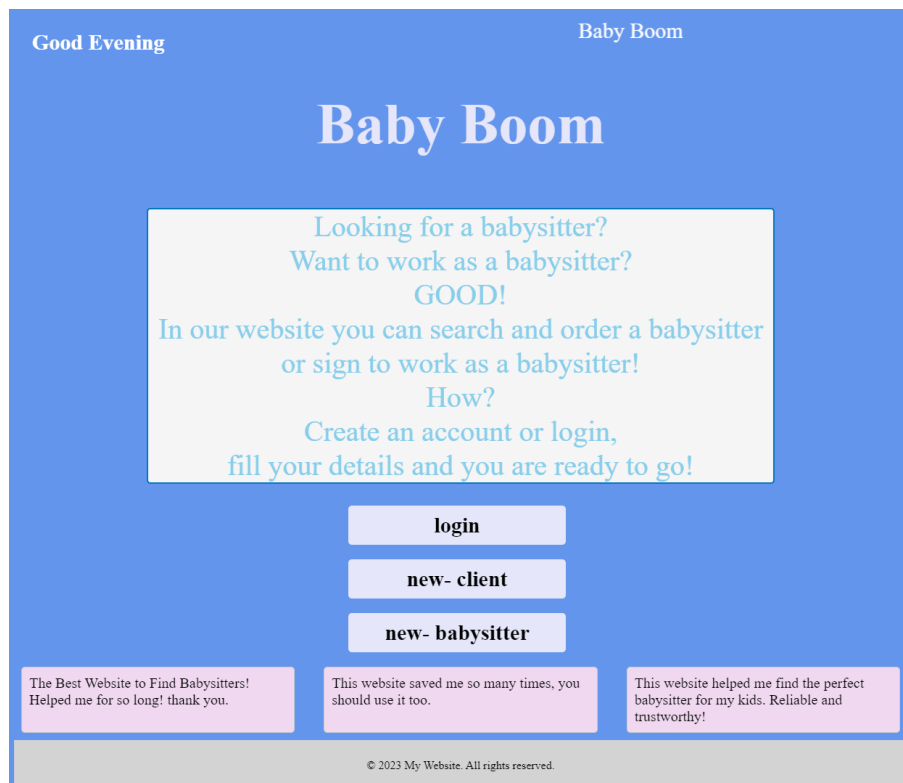 Good Evening
Baby Boom
Baby Boom
Looking for a babysitter?
Want to work as a babysitter?
GOOD!
In our website you can search and order a babysitter
or sign to work as a babysitter!
How?
Create an account or login,
fill your details and you are ready to go!
login
new- client
new- babysitter
The Best Website to Find Babysitters!
Helped me for so long! thank you.
This website saved me so many times, you
should use it too.
This website helped me find the perfect
babysitter for my kids. Reliable and
trustworthy!
© 2023 My Website. All rights reserved.